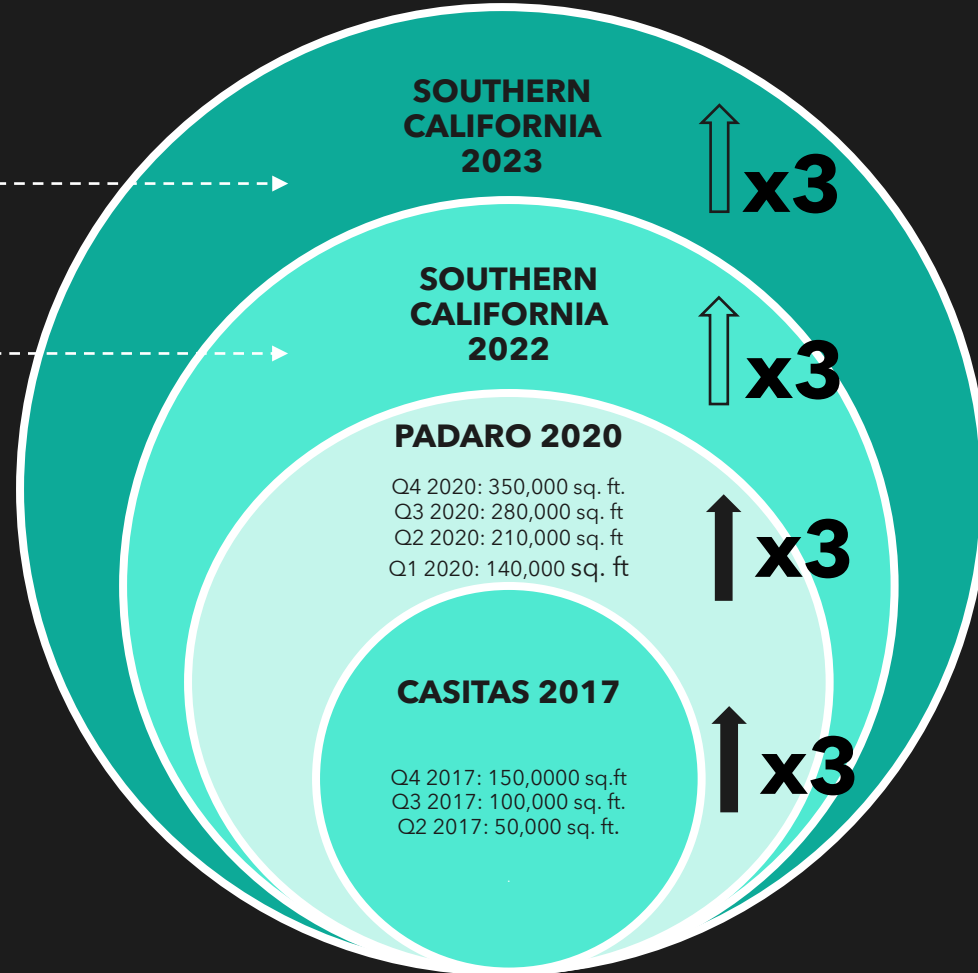 SOUTHERN
CALIFORNIA
2023
x3
SOUTHERN
CALIFORNIA
2022
x3
PADARO 2020
Q4 2020: 350,000 sq. ft.
Q3 2020: 280,000 sq. ft
Q2 2020: 210,000 sq. ft
Q1 2020: 140,000 sq. ft
x3
CASITAS 2017
Q4 2017: 150,0000 sq.ft
Q3 2017: 100,000 sq. ft.
Q2 2017: 50,000 sq. ft.
x3